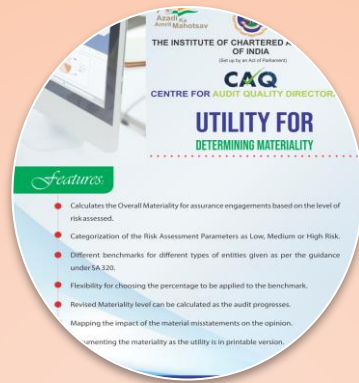 Azadi Ka
Amrit Mahotsav
THE INSTITUTE OF CHARTERED A
OF INDIA
(Set up by an Act of Parliament)
CAQ
CENTRE FOR AUDIT QUALITY DIRECTOR
UTILITY FOR
DETERMINING MATERIALITY
Features:
Calculates the Overall Materiality for assurance engagements based on the level of
risk assessed.
Categorization of the Risk Assessment Parameters as Low, Medium or High Risk.
Different benchmarks for different types of entities given as per the guidance
under SA 320.
Flexibility for choosing the percentage to be applied to the benchmark.
Revised Materiality level can be calculated as the audit progresses.
Mapping the impact of the material misstatements on the opinion.
umenting the materiality as the utility is in printable version.